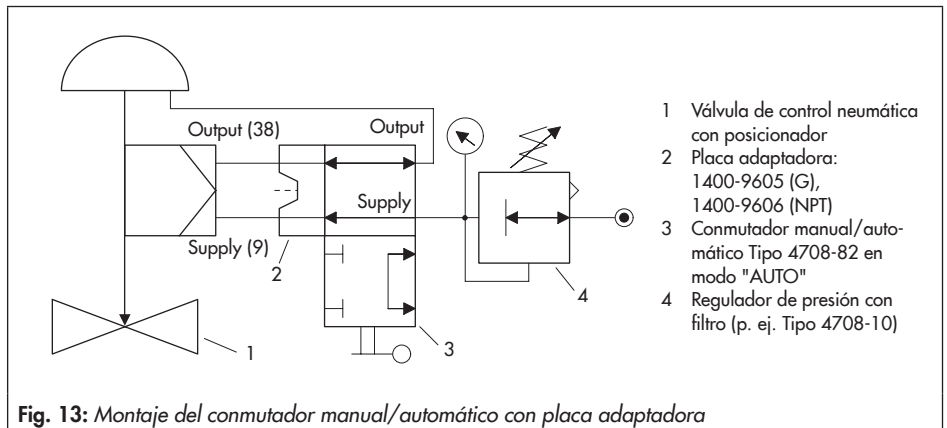 Output (38)
Output
Supply
Supply (9)
2
3
4
1
1 Válvula de control neumática
con posicionador
2 Placa adaptadora:
1400-9605 (G),
1400-9606 (NPT)
3 Conmutador manual/auto-
mático Tipo 4708-82 en
modo "AUTO"
4 Regulador de presión con
filtro (p. ej. Tipo 4708-10)
Fig. 13: Montaje del conmutador manual/automático con placa adaptadora